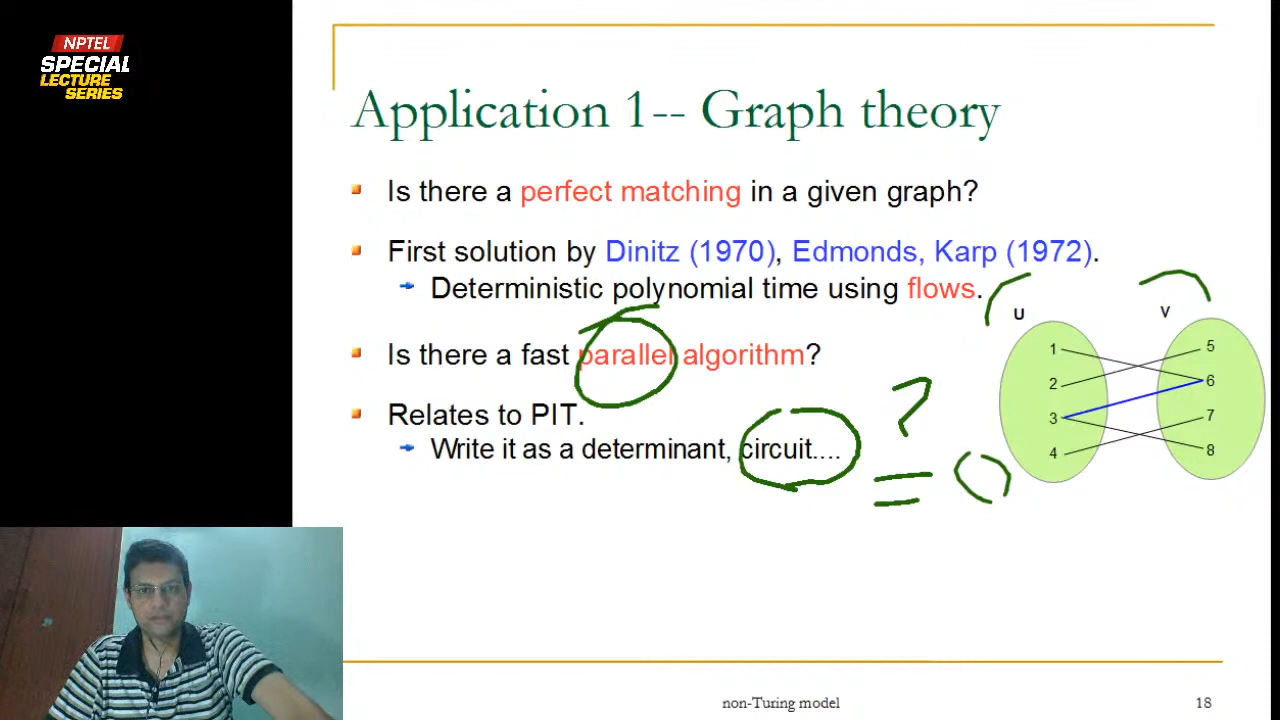 NPTEL
SPECIAL
LECTURE
SERIES
Application 1-- Graph theory
Is there a perfect matching in a given graph?
First solution by Dinitz (1970), Edmonds, Karp (1972).
Deterministic polynomial time using flows.
Is there a fast parallel algorithm?
Relates to PIT.
Write it as a determinant, circuit....
? = 0
U V
1 5
2 6
3 7
4 8
non-Turing model 18